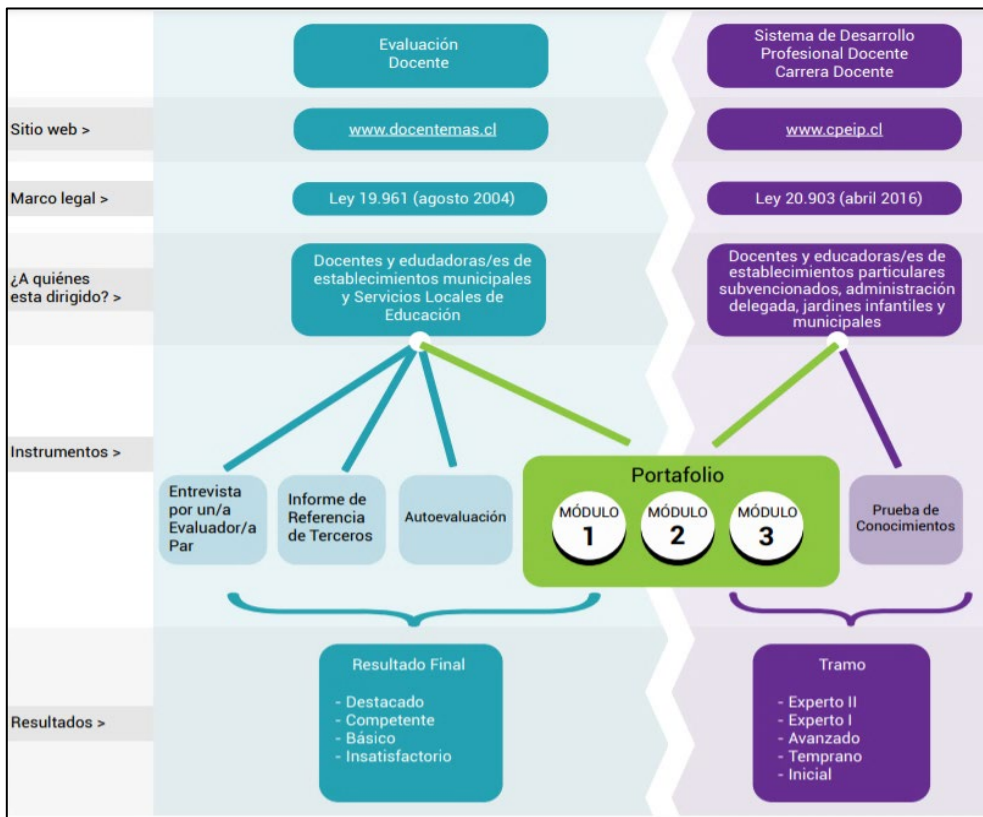 Evaluación
Docente
Sistema de Desarrollo
Profesional Docente
Carrera Docente
Sitio web >
www.docentemas.cl
www.cpeip.cl
Marco legal >
Ley 19.961 (agosto 2004)
Ley 20.903 (abril 2016)
¿A quiénes
esta dirigido? >
Docentes y edudadoras/es de
establecimientos municipales
y Servicios Locales de
Educación
Docentes y educadoras/es de
establecimientos particulares
subvencionados, administración
delegada, jardines infantiles y
municipales
Instrumentos >
Entrevista
por un/a
Evaluador/a
Par
Informe de
Referencia
de Terceros
Autoevaluación
Portafolio
MÓDULO
1
MÓDULO
2
MÓDULO
3
Prueba de
Conocimientos
Resultados >
Resultado Final
- Destacado
- Competente
- Básico
- Insatisfactorio
Tramo
- Experto II
- Experto I
- Avanzado
- Temprano
- Inicial